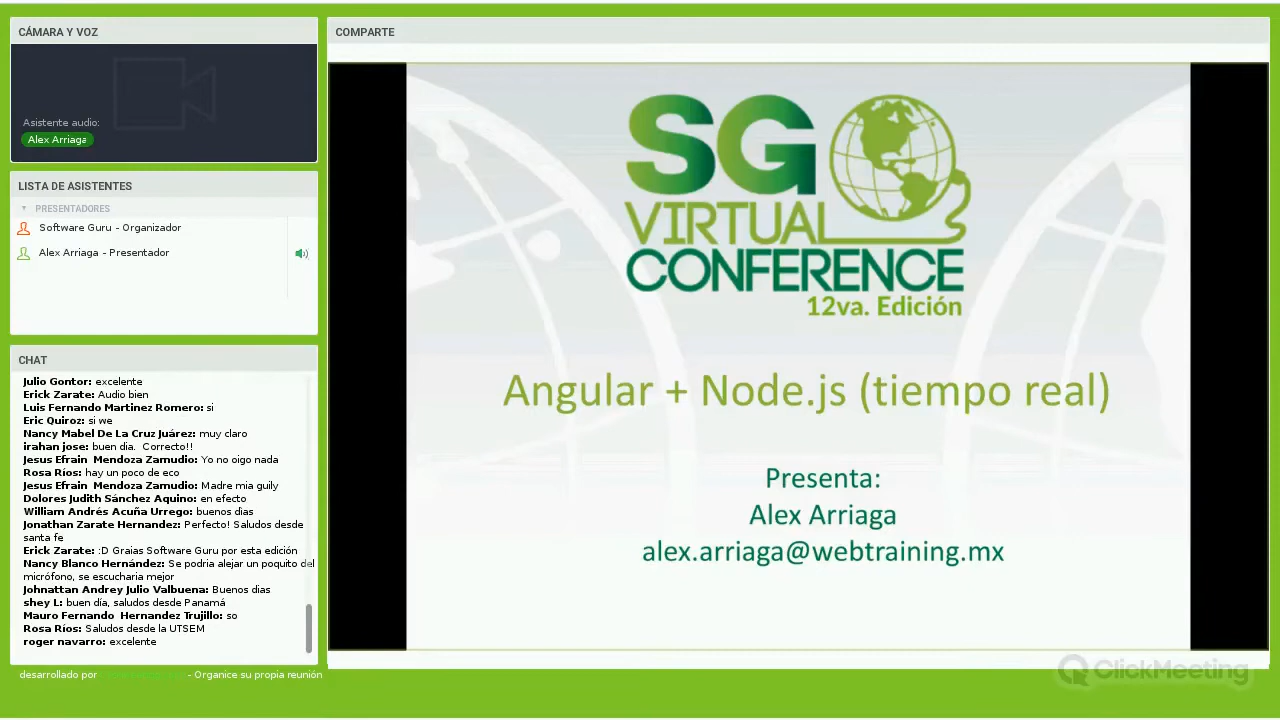 CÁMARA Y VOZ
Asistente audio:
Alex Arriaga
LISTA DE ASISTENTES
PRESENTADORES
Software Guru - Organizador
Alex Arriaga - Presentador
CHAT
Julio Gontor: excelente
Erick Zarate: Audio bien
Luis Fernando Martinez Romero: si
Eric Quiroz: si we
Nancy Mabel De La Cruz Juárez: muy claro
irahan jose: buen dia. Correcto!!
Jesus Efrain Mendoza Zamudio: Yo no oigo nada
Rosa Ríos: hay un poco de eco
Jesus Efrain Mendoza Zamudio: Madre mia guily
Dolores Judith Sánchez Aquino: en efecto
William Andrés Acuña Urrego: buenos dias
Jonathan Zarate Hernandez: Perfecto! Saludos desde
santa fe
Erick Zarate: :D Graias Software Guru por esta edición
Nancy Blanco Hernández: Se podria alejar un poquito del
micrófono, se escucharia mejor
Johnattan Andrey Julio Valbuena: Buenos dias
shey L: buen día, saludos desde Panamá
Mauro Fernando Hernandez Trujillo: so
Rosa Ríos: Saludos desde la UTSEM
roger navarro: excelente
desarrollado por
- Organice su propia reunión
COMPARTE
SG
VIRTUAL
CONFERENCE
12va. Edición
Angular + Node.js (tiempo real)
Presenta:
Alex Arriaga
alex.arriaga@webtraining.mx
ClickMeeting